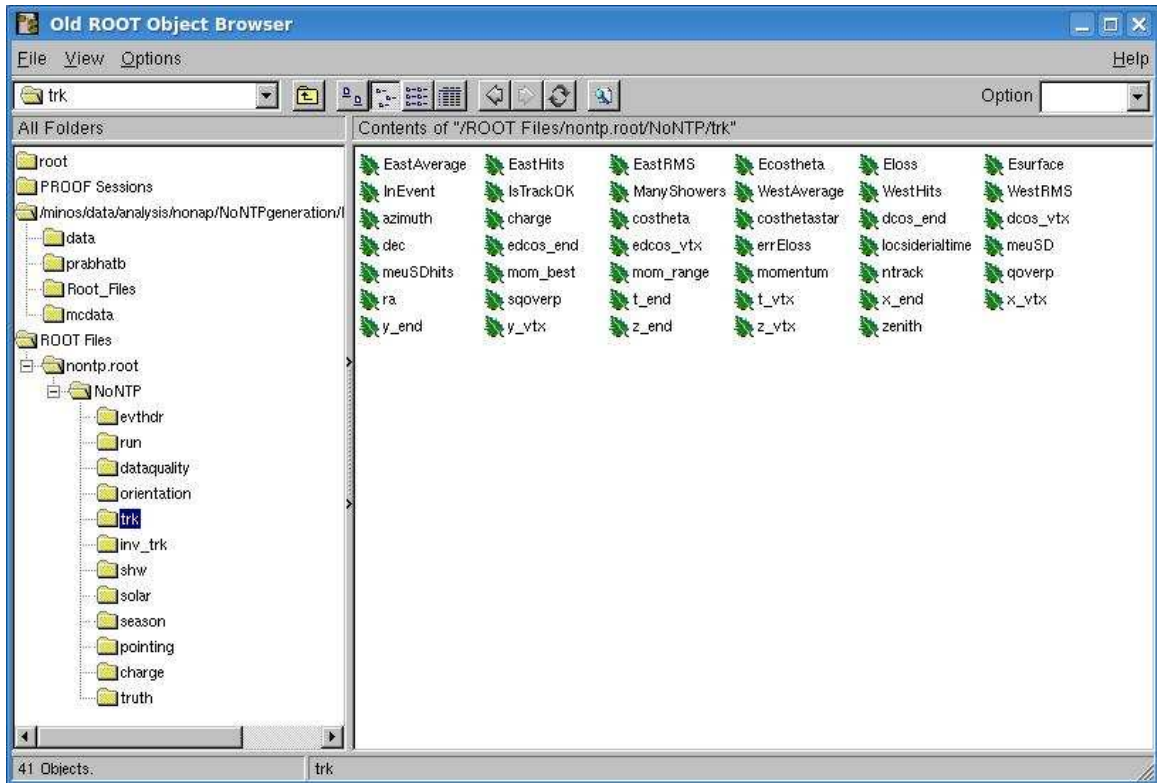 Old ROOT Object Browser
File View Options Help
trk Option
All Folders
Contents of "/ROOT Files/nontp.root/NoNTP/trk"
root
PROOF Sessions
/minos/data/analysis/nonap/NoNTPgeneration/
data
prabhatb
Root_Files
mcdata
ROOT Files
nontp.root
NoNTP
evthdr
run
dataquality
orientation
trk
inv_trk
shw
solar
season
pointing
charge
truth
EastAverage EastHits EastRMS Ecostheta Eloss Esurface
InEvent IsTrackOK ManyShowers WestAverage WestHits WestRMS
azimuth charge costheta costhetastar dcos_end dcos_vtx
dec edcos_end edcos_vtx errEloss locsiderialtime meuSD
meuSDhits mom_best mom_range momentum ntrack qoverp
ra sqoverp t_end t_vtx x_end x_vtx
y_end y_vtx z_end z_vtx zenith
41 Objects. trk